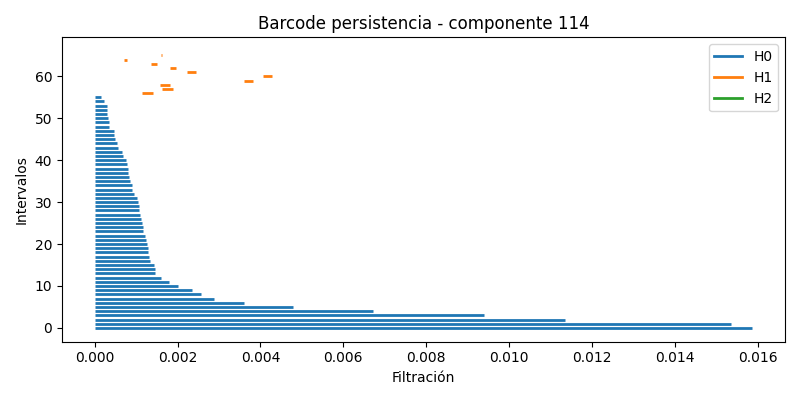 Barcode persistencia - componente 114
H0
H1
H2
60
50
40
30
20
10
0
Intervalos
0.000 0.002 0.004 0.006 0.008 0.010 0.012 0.014 0.016
Filtración